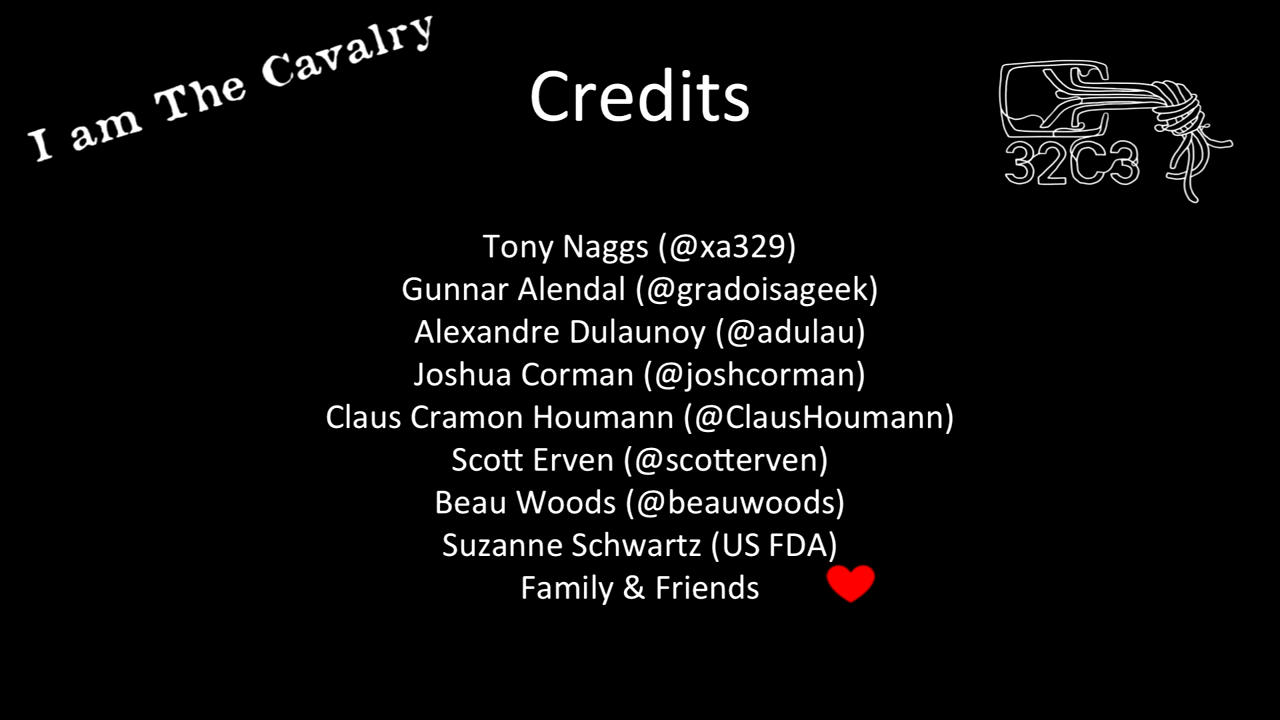 I am The Cavalry
Credits
32C3
Tony Naggs (@xa329)
Gunnar Alendal (@gradoisageek)
Alexandre Dulaunoy (@adulau)
Joshua Corman (@joshcorman)
Claus Cramon Houmann (@ClausHoumann)
Scott Erven (@scotterven)
Beau Woods (@beauwoods)
Suzanne Schwartz (US FDA)
Family & Friends